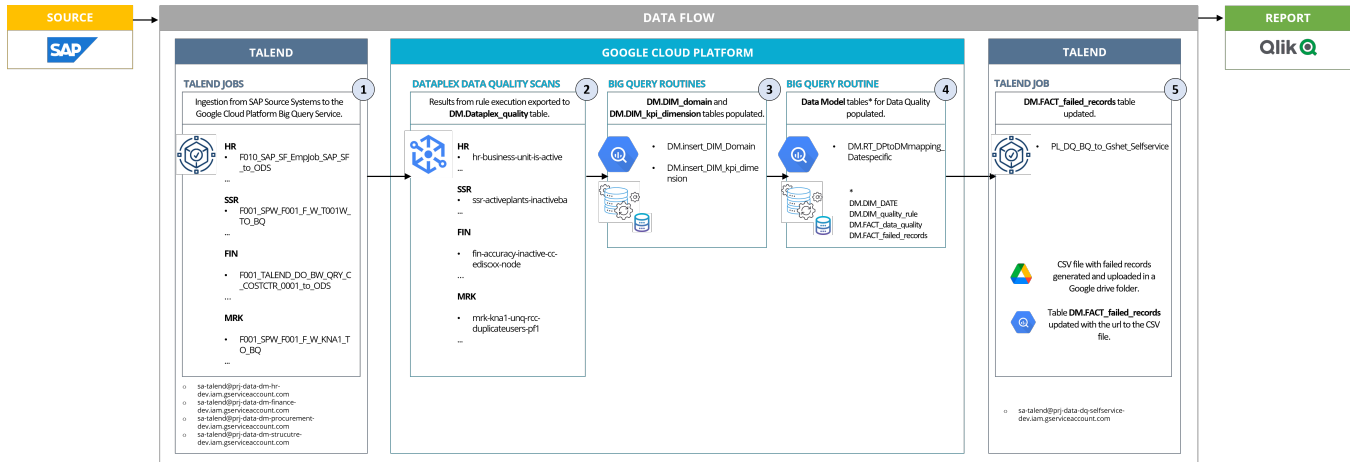 SOURCE
SAP
DATA FLOW
REPORT
Qlik
TALEND
TALEND JOBS
1
Ingestion from SAP Source Systems to the
Google Cloud Platform Big Query Service.
HR
• F010_SAP_SF_EmpJob_SAP_SF
_to_ODS
...
SSR
• F001_SPW_F001_F_W_T001W_
TO_BQ
...
FIN
• F001_TALEND_DO_BW_QRY_C
_COSTCTR_0001_to_ODS
...
MRK
• F001_SPW_F001_F_W_KNA1_T
O_BQ
...
o sa-talend@prj-data-dm-hr-
dev.iam.gserviceaccount.com
o sa-talend@prj-data-dm-finance-
dev.iam.gserviceaccount.com
o sa-talend@prj-data-dm-procurement-
dev.iam.gserviceaccount.com
o sa-talend@prj-data-dm-strucutre-
dev.iam.gserviceaccount.com
GOOGLE CLOUD PLATFORM
DATAPLEX DATA QUALITY SCANS
2
Results from rule execution exported to
DM.Dataplex_quality table.
HR
• hr-business-unit-is-active
...
SSR
• ssr-activeplants-inactiveba
...
FIN
• fin-accuracy-inactive-cc-
ediscxx-node
...
MRK
• mrk-kna1-unq-rcc-
duplicateusers-pf1
...
BIG QUERY ROUTINES
3
DM.DIM_domain and
DM.DIM_kpi_dimension tables populated.
• DM.insert_DIM_Domain
• DM.insert_DIM_kpi_dime
nsion
BIG QUERY ROUTINE
4
Data Model tables* for Data Quality
populated.
• DM.RT_DPtoDMmapping_
Datespecific
*
DM.DIM_DATE
DM.DIM_quality_rule
DM.FACT_data_quality
DM.FACT_failed_records
TALEND
TALEND JOB
5
DM.FACT_failed_records table
updated.
• PL_DQ_BQ_to_Gshet_Selfservice
CSV file with failed records
generated and uploaded in a
Google drive folder.
Table DM.FACT_failed_records
updated with the url to the CSV
file.
o sa-talend@prj-data-dq-selfservice-
dev.iam.gserviceaccount.com